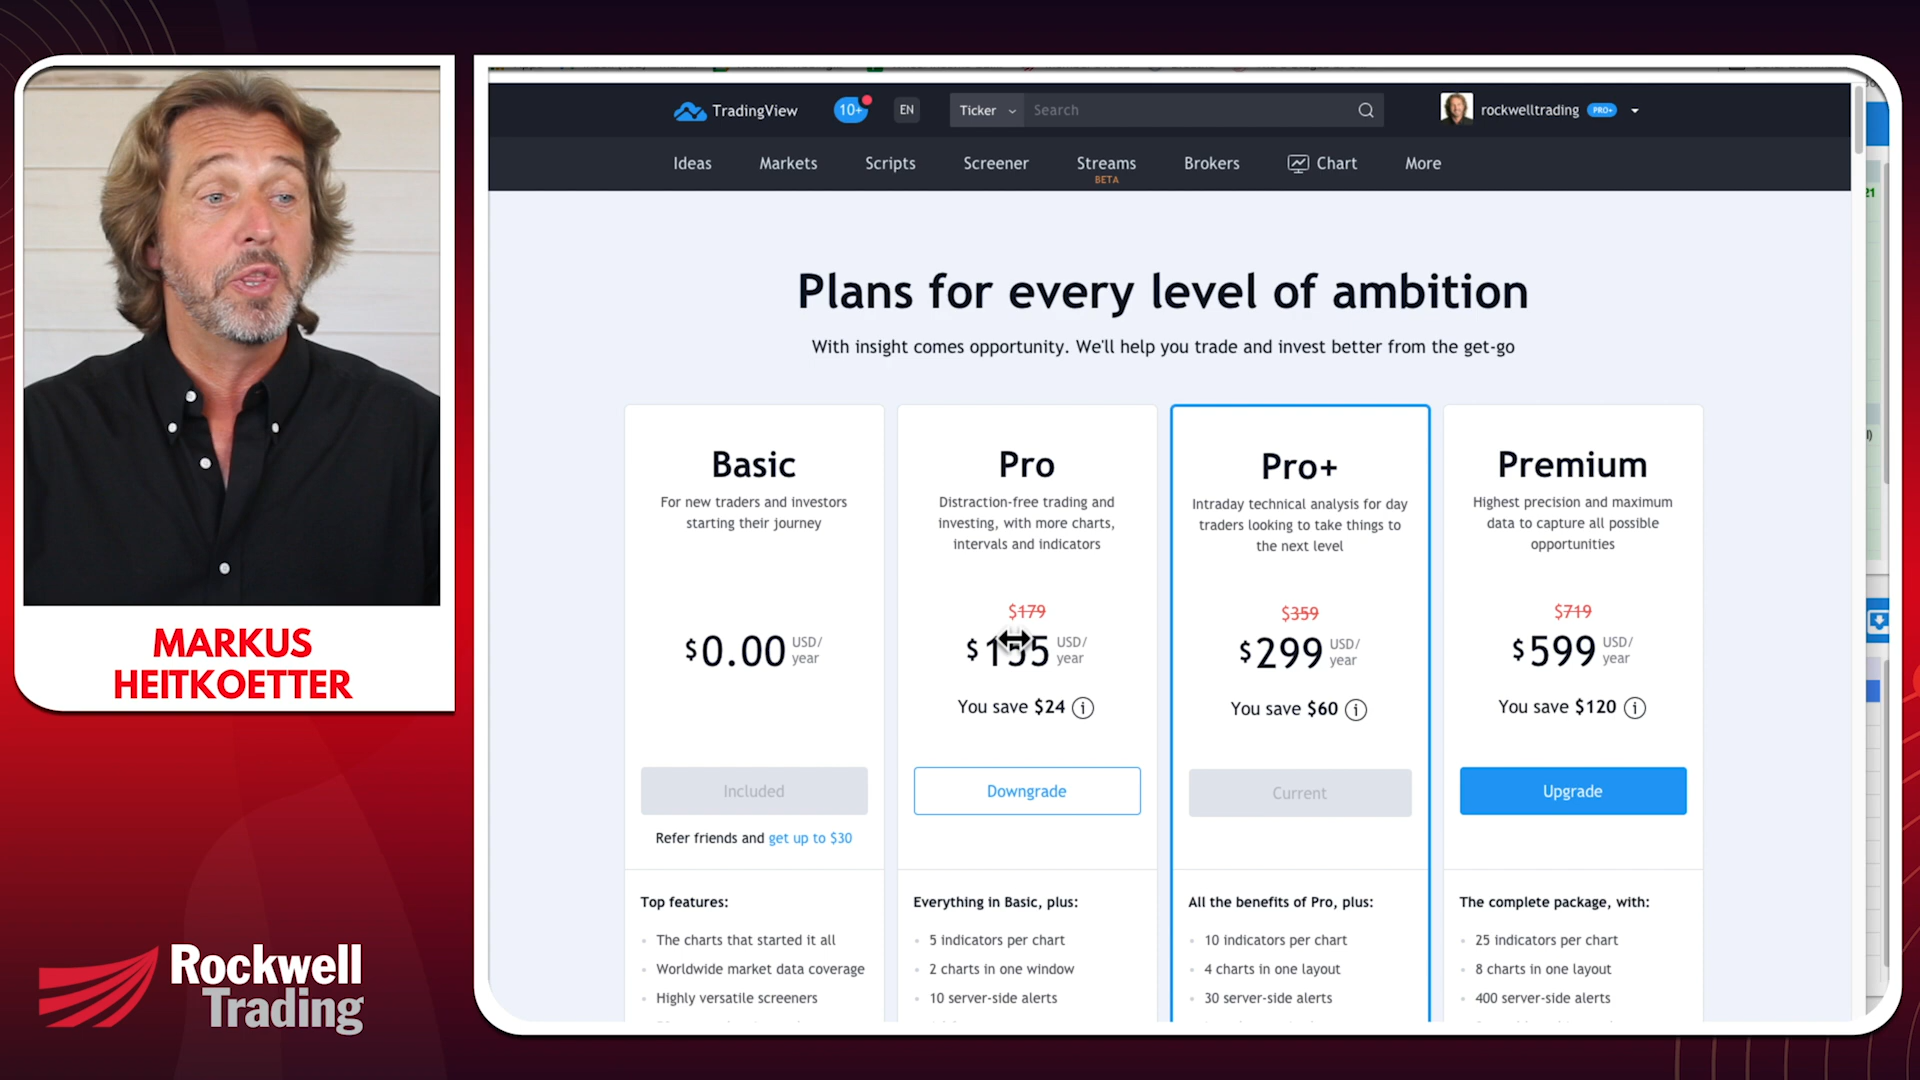 MARKUS
HEITKOETTER
Rockwell
Trading
TradingView
10+
EN
Ticker
Search
rockwelltrading
PRO+
Ideas
Markets
Scripts
Screener
Streams
BETA
Brokers
Chart
More
Plans for every level of ambition
With insight comes opportunity. We'll help you trade and invest better from the get-go
Basic
For new traders and investors
starting their journey
$0.00 USD/
year
Included
Refer friends and get up to $30
Top features:
• The charts that started it all
• Worldwide market data coverage
• Highly versatile screeners
Pro
Distraction-free trading and
investing, with more charts,
intervals and indicators
$179
$155 USD/
year
You save $24
Downgrade
Everything in Basic, plus:
• 5 indicators per chart
• 2 charts in one window
• 10 server-side alerts
Pro+
Intraday technical analysis for day
traders looking to take things to
the next level
$359
$299 USD/
year
You save $60
Current
All the benefits of Pro, plus:
• 10 indicators per chart
• 4 charts in one layout
• 30 server-side alerts
Premium
Highest precision and maximum
data to capture all possible
opportunities
$719
$599 USD/
year
You save $120
Upgrade
The complete package, with:
• 25 indicators per chart
• 8 charts in one layout
• 400 server-side alerts
21